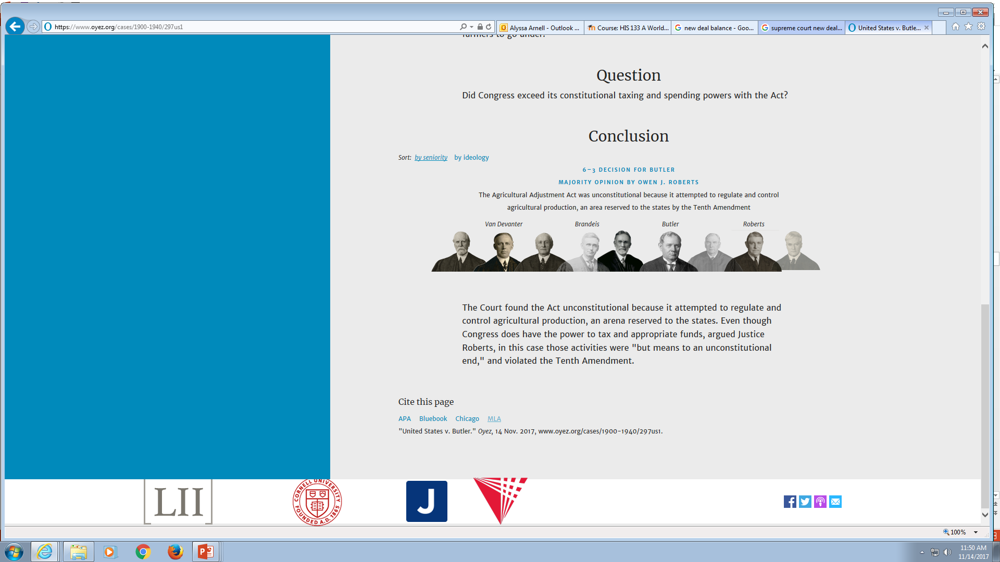 https://www.oyez.org/cases/1900-1940/297us1
Alyssa Arnell - Outlook ...
Course: HIS 133 A World...
new deal balance - Goo...
supreme court new deal...
United States v. Butle...
farmers to go under.
Question
Did Congress exceed its constitutional taxing and spending powers with the Act?
Conclusion
Sort: by seniority by ideology
6–3 DECISION FOR BUTLER
MAJORITY OPINION BY OWEN J. ROBERTS
The Agricultural Adjustment Act was unconstitutional because it attempted to regulate and control
agricultural production, an area reserved to the states by the Tenth Amendment
Van Devanter Brandeis Butler Roberts
The Court found the Act unconstitutional because it attempted to regulate and
control agricultural production, an arena reserved to the states. Even though
Congress does have the power to tax and appropriate funds, argued Justice
Roberts, in this case those activities were "but means to an unconstitutional
end," and violated the Tenth Amendment.
Cite this page
APA Bluebook Chicago MLA
"United States v. Butler." Oyez, 14 Nov. 2017, www.oyez.org/cases/1900-1940/297us1.
LII
CORNELL UNIVERSITY
FOUNDED A.D. 1865
J
100%
11:50 AM
11/14/2017